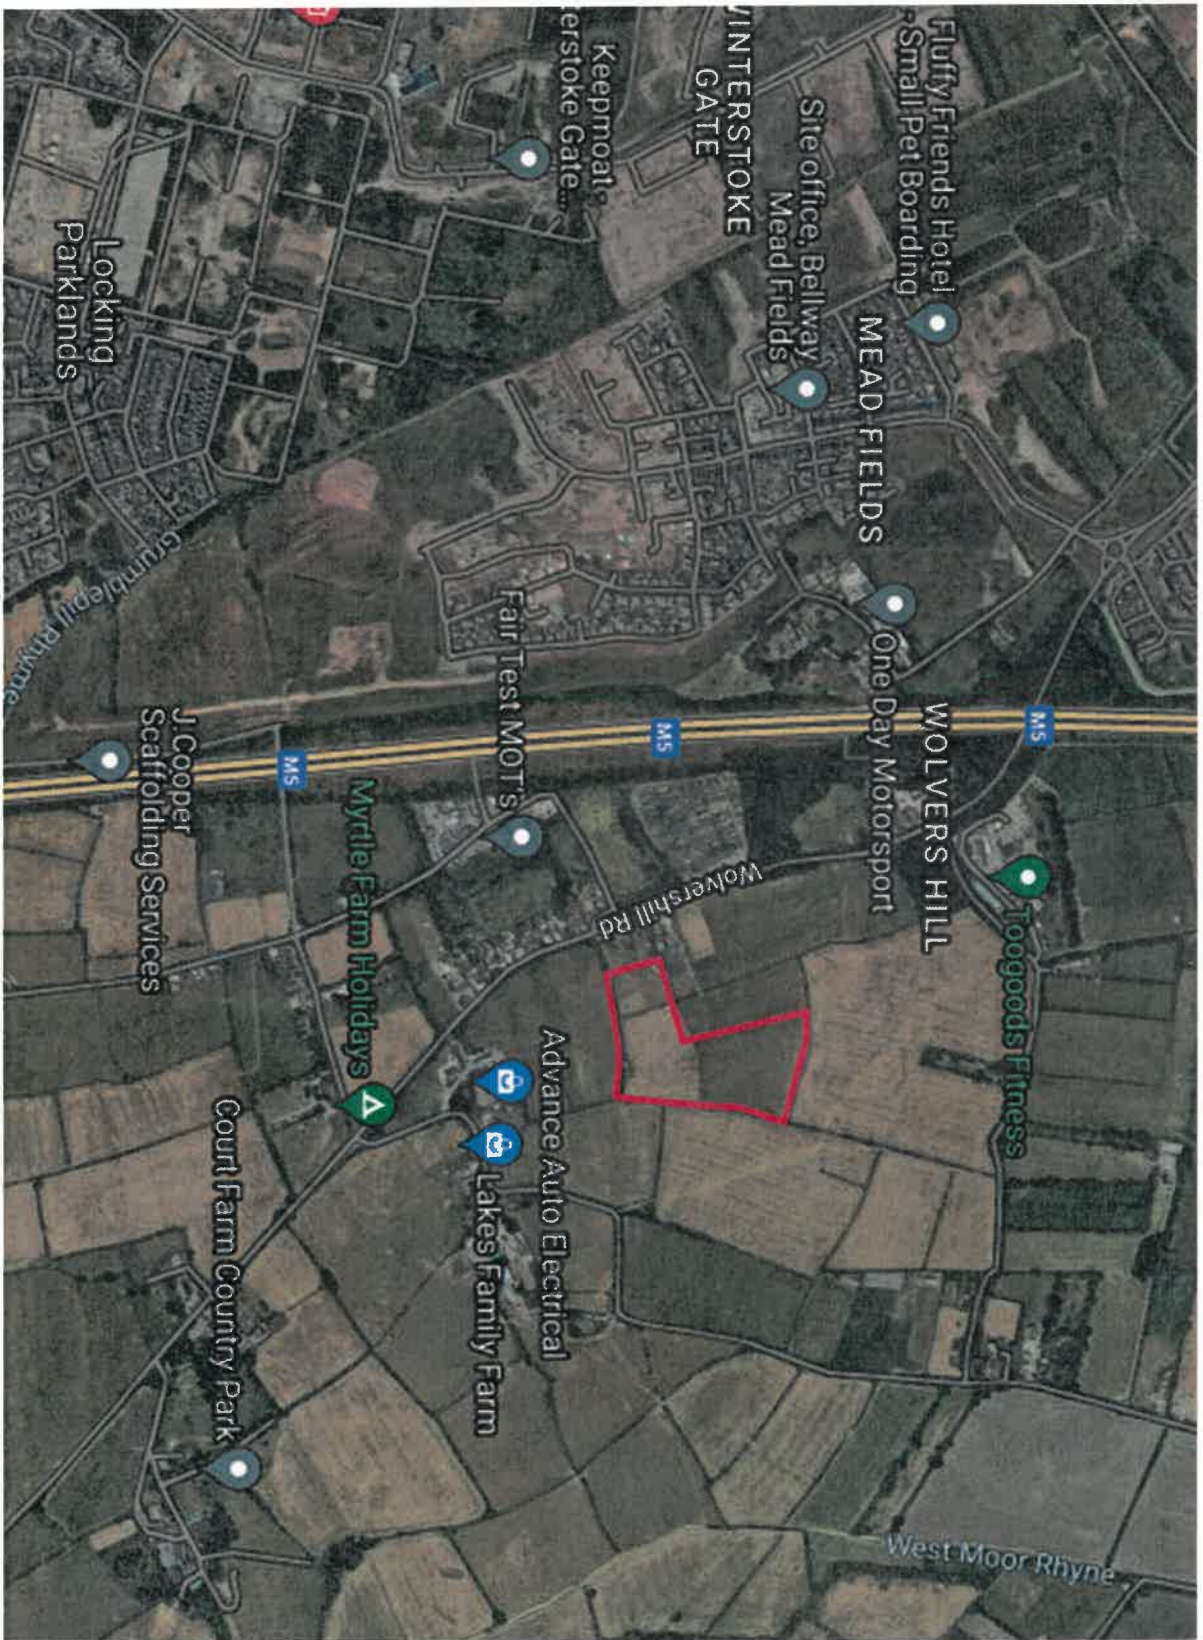 Fluffy Friends Hotel
- Small Pet Boarding
WINTERSTOKE
GATE
Keepmoat -
terstoke Gate...
Site office, Bellway
Mead Fields
MEAD FIELDS
Locking
Parklands
One Day Motorsport
WOLVERS HILL
Toogoods Fitness
M5
M5
M5
Fair Test MOT's
Grumblepill Rhyne
J Cooper
Scaffolding Services
Wolvershill Rd
Myrtle Farm Holidays
Advance Auto Electrical
Lakes Family Farm
Court Farm Country Park
West Moor Rhyne